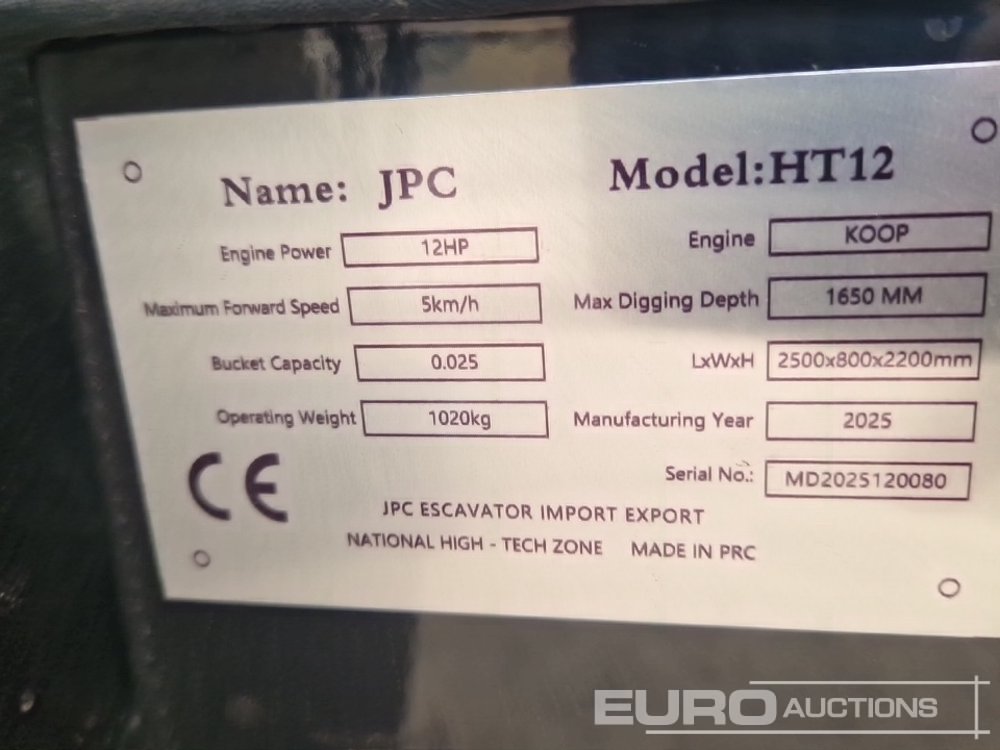 Name: JPC Model:HT12
Engine Power 12HP Engine KOOP
Maximum Forward Speed 5km/h Max Digging Depth 1650 MM
Bucket Capacity 0.025 LxWxH 2500x800x2200mm
Operating Weight 1020kg Manufacturing Year 2025
CE Serial No.: MD2025120080
JPC ESCAVATOR IMPORT EXPORT
NATIONAL HIGH - TECH ZONE MADE IN PRC
EURO AUCTIONS